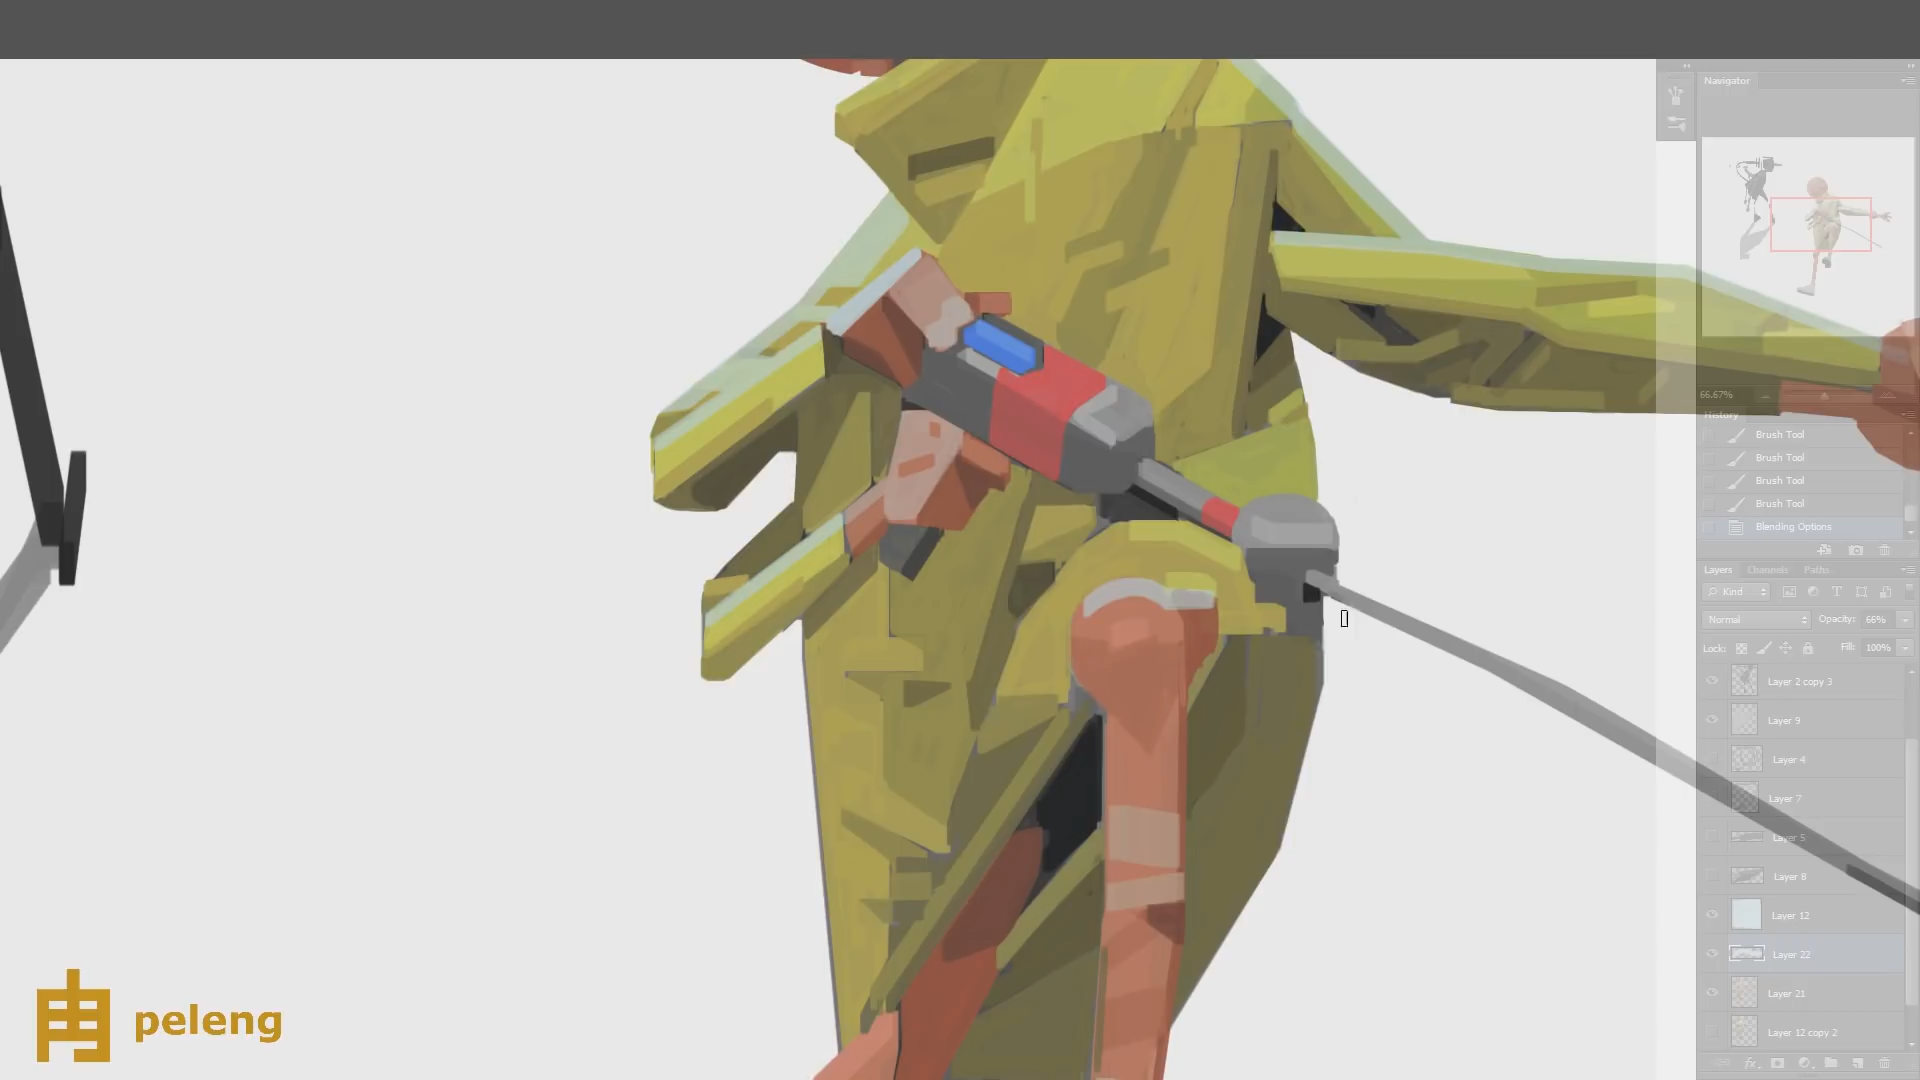 Navigator
66.67%
History
Brush Tool
Brush Tool
Brush Tool
Brush Tool
Blending Options
Layers Channels Paths
Kind
Normal Opacity: 66%
Lock: Fill: 100%
Layer 2 copy 3
Layer 9
Layer 4
Layer 7
Layer 5
Layer 8
Layer 12
Layer 22
Layer 21
Layer 12 copy 2
fx
peleng